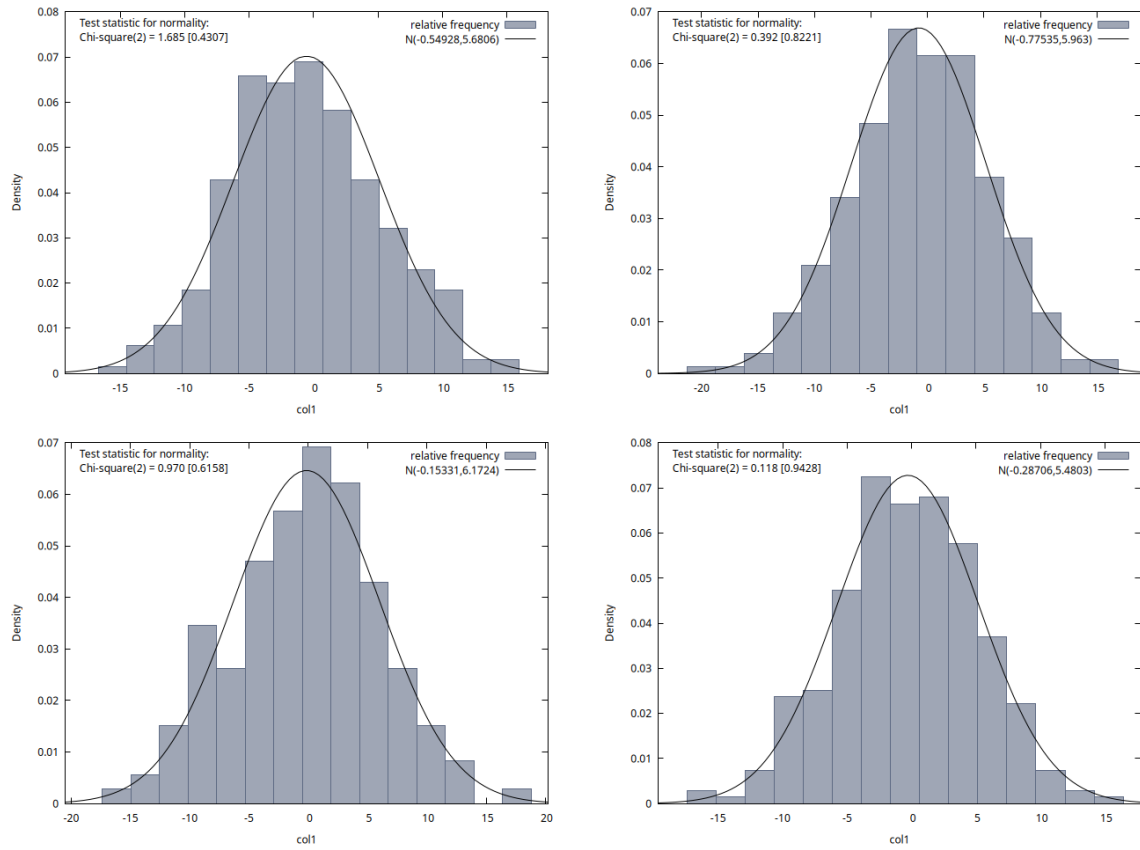 Test statistic for normality:
Chi-square(2) = 1.685 [0.4307]
relative frequency
N(-0.54928,5.6806)
0.08
0.07
0.06
0.05
0.04
0.03
0.02
0.01
0
Density
-15
-10
-5
0
5
10
15
col1
Test statistic for normality:
Chi-square(2) = 0.392 [0.8221]
relative frequency
N(-0.77535,5.963)
0.07
0.06
0.05
0.04
0.03
0.02
0.01
0
Density
-20
-15
-10
-5
0
5
10
15
col1
Test statistic for normality:
Chi-square(2) = 0.970 [0.6158]
relative frequency
N(-0.15331,6.1724)
0.07
0.06
0.05
0.04
0.03
0.02
0.01
0
Density
-20
-15
-10
-5
0
5
10
15
20
col1
Test statistic for normality:
Chi-square(2) = 0.118 [0.9428]
relative frequency
N(-0.28706,5.4803)
0.08
0.07
0.06
0.05
0.04
0.03
0.02
0.01
0
Density
-15
-10
-5
0
5
10
15
col1